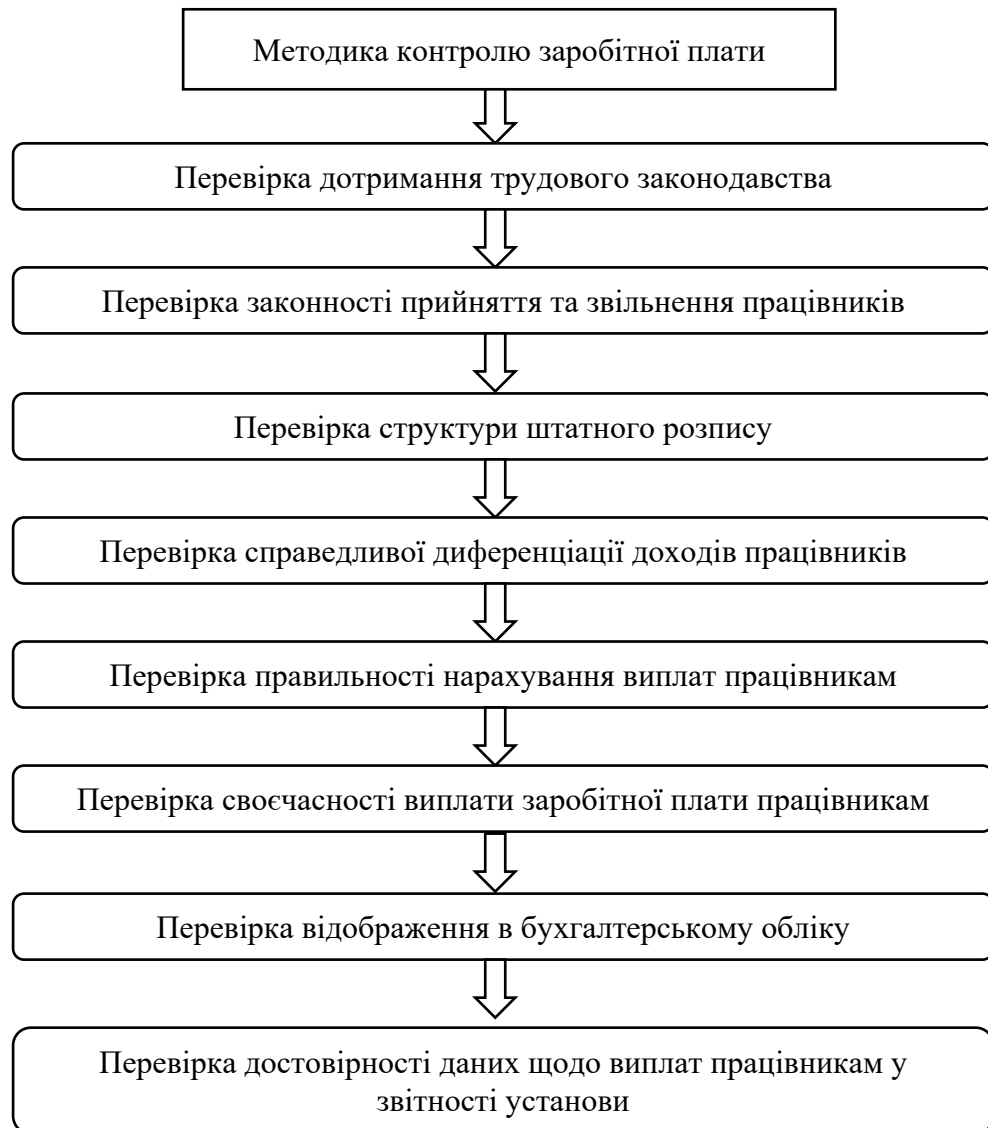 Методика контролю заробітної плати
Перевірка дотримання трудового законодавства
Перевірка законності прийняття та звільнення працівників
Перевірка структури штатного розпису
Перевірка справедливої диференціації доходів працівників
Перевірка правильності нарахування виплат працівникам
Перевірка своєчасності виплати заробітної плати працівникам
Перевірка відображення в бухгалтерському обліку
Перевірка достовірності даних щодо виплат працівникам у
звітності установи